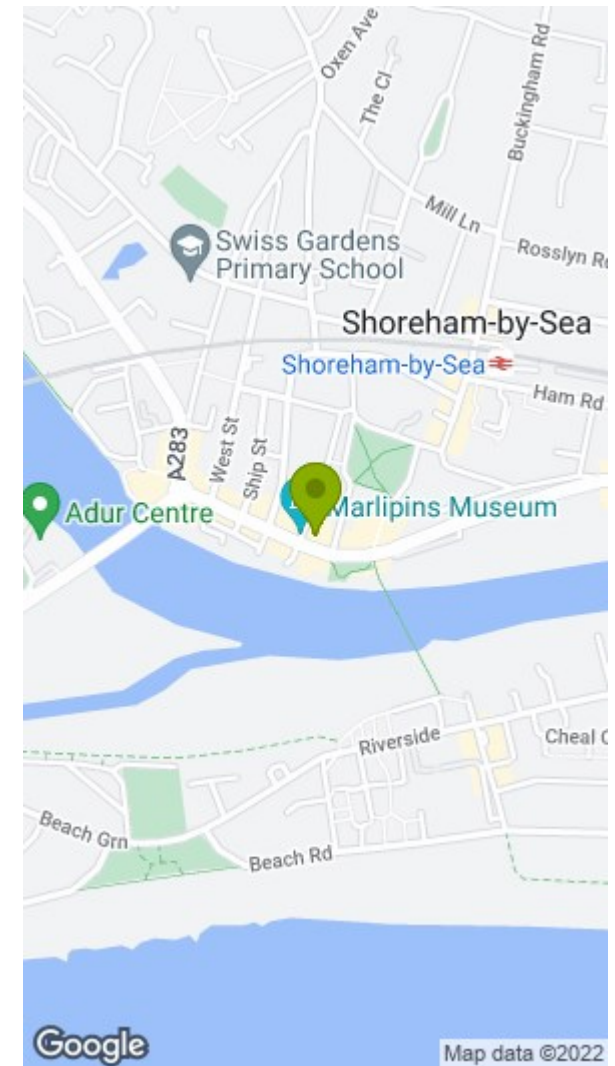 Oxen Ave
The Cl
Buckingham Rd
Mill Ln
Rosslyn Rd
Swiss Gardens
Primary School
Shoreham-by-Sea
Shoreham-by-Sea
Ham Rd
A283
West St
Ship St
Marlipins Museum
Adur Centre
Riverside
Cheal C
Beach Grn
Beach Rd
Google
Map data ©2022